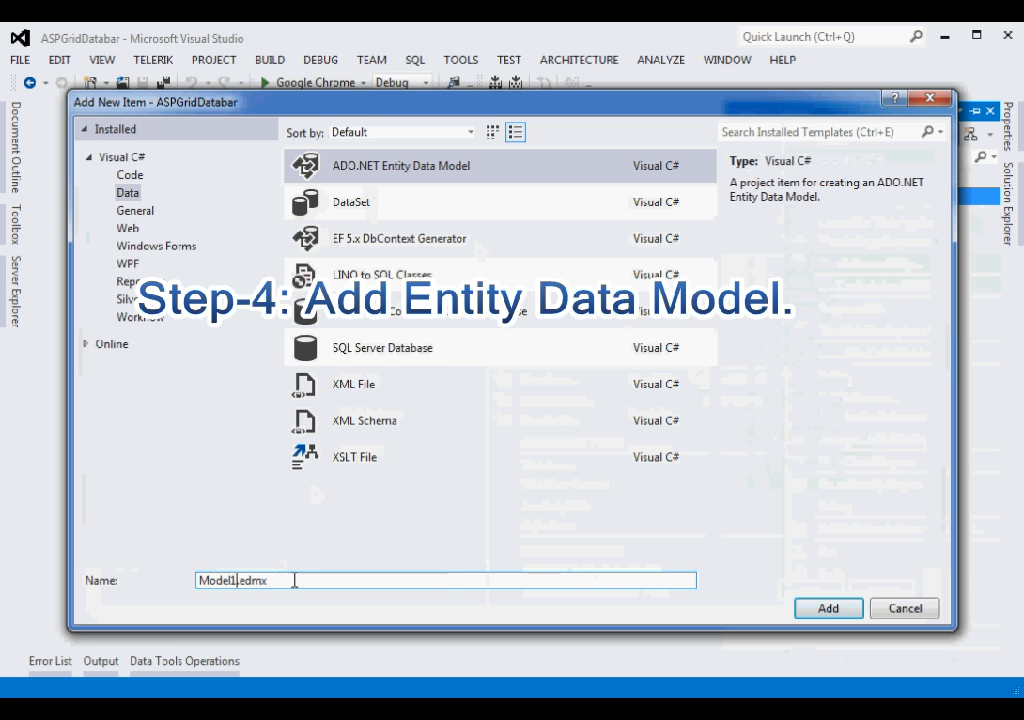 ASPGridDatabar - Microsoft Visual Studio
Quick Launch (Ctrl+Q)
FILE EDIT VIEW TELERIK PROJECT BUILD DEBUG TEAM SQL TOOLS TEST ARCHITECTURE ANALYZE WINDOW HELP
Google Chrome Debug
Add New Item - ASPGridDatabar
Document Outline
Toolbox
Server Explorer
Properties
Solution Explorer
Installed
Sort by: Default
Search Installed Templates (Ctrl+E)
Visual C#
Code
Data
General
Web
Windows Forms
WPF
Online
ADO.NET Entity Data Model Visual C#
DataSet Visual C#
EF 5.x DbContext Generator Visual C#
LINQ to SQL Classes Visual C#
SQL Server Database Visual C#
XML File Visual C#
XML Schema Visual C#
XSLT File Visual C#
Type: Visual C#
A project item for creating an ADO.NET
Entity Data Model.
Step-4: Add Entity Data Model.
Name: Model1.edmx
Add Cancel
Error List Output Data Tools Operations